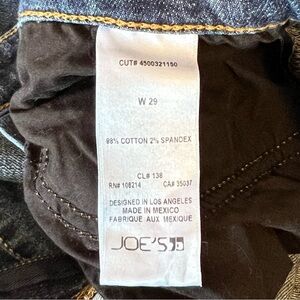 CUT# 4500321150
W 29
98% COTTON 2% SPANDEX
CL# 138
RN# 108214 CA# 35037
DESIGNED IN LOS ANGELES
MADE IN MEXICO
FABRIQUE AUX MEXIQUE
JOE'S